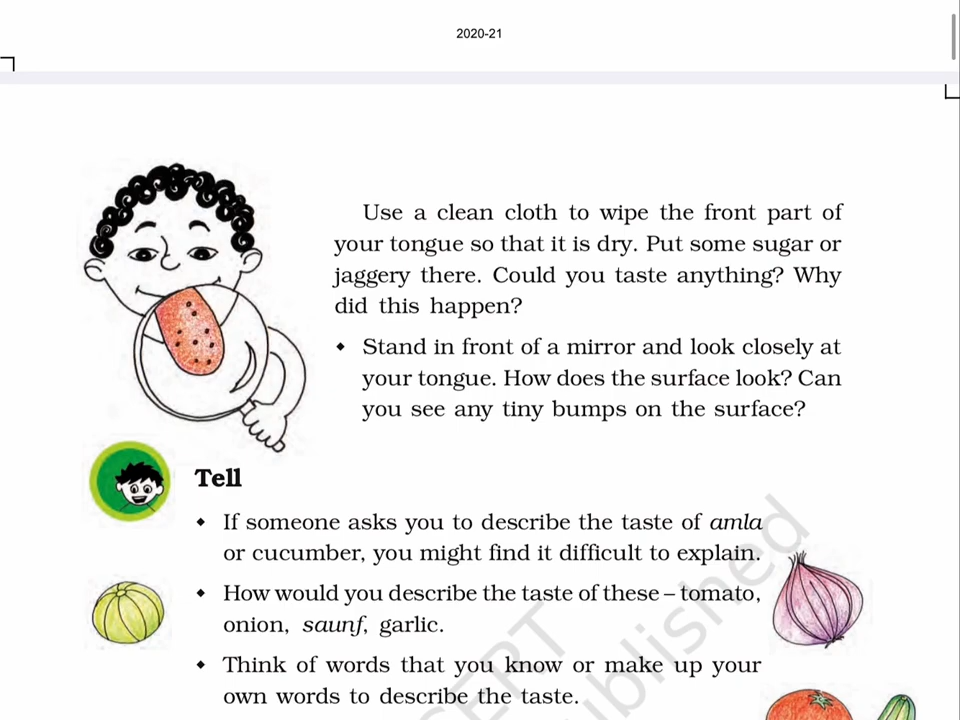 2020-21
Use a clean cloth to wipe the front part of
your tongue so that it is dry. Put some sugar or
jaggery there. Could you taste anything? Why
did this happen?
• Stand in front of a mirror and look closely at
your tongue. How does the surface look? Can
you see any tiny bumps on the surface?
Tell
• If someone asks you to describe the taste of amla
or cucumber, you might find it difficult to explain.
• How would you describe the taste of these – tomato,
onion, saunf, garlic.
• Think of words that you know or make up your
own words to describe the taste.